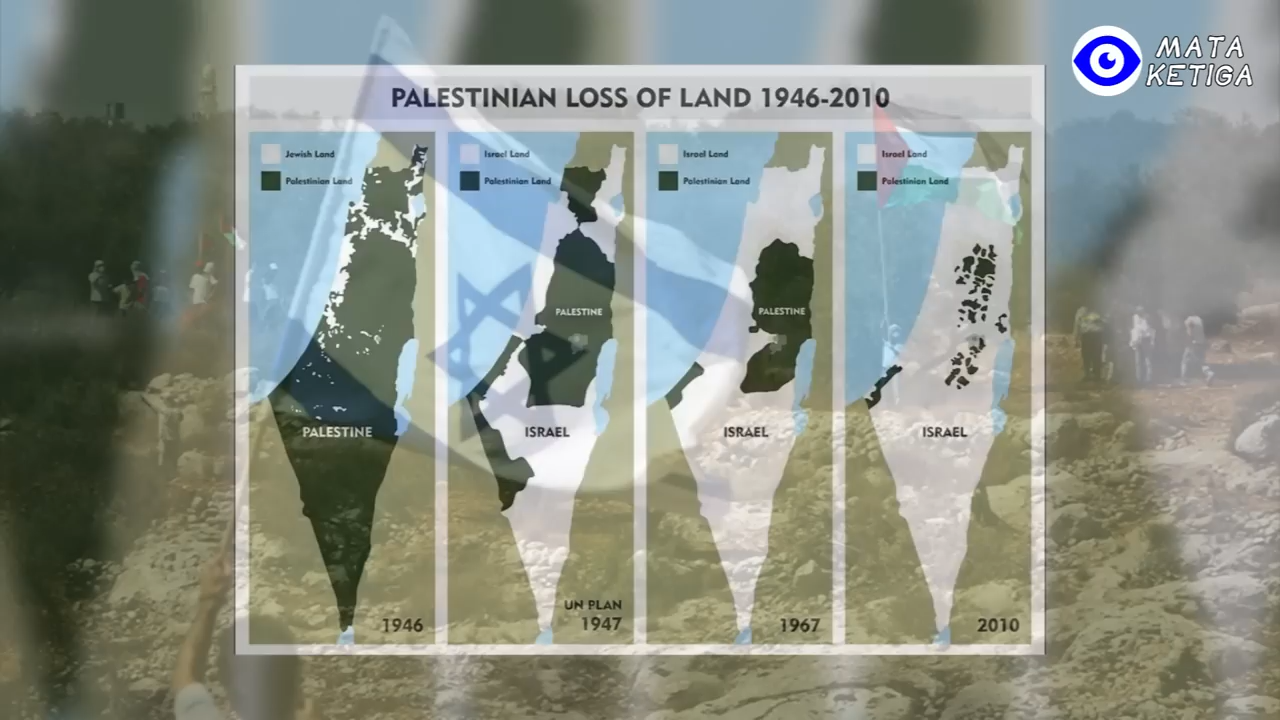 MATA
KETIGA
PALESTINIAN LOSS OF LAND 1946-2010
Jewish Land
Palestinian Land
PALESTINE
1946
Israel Land
Palestinian Land
PALESTINE
ISRAEL
UN PLAN
1947
Israel Land
Palestinian Land
PALESTINE
ISRAEL
1967
Israel Land
Palestinian Land
ISRAEL
2010